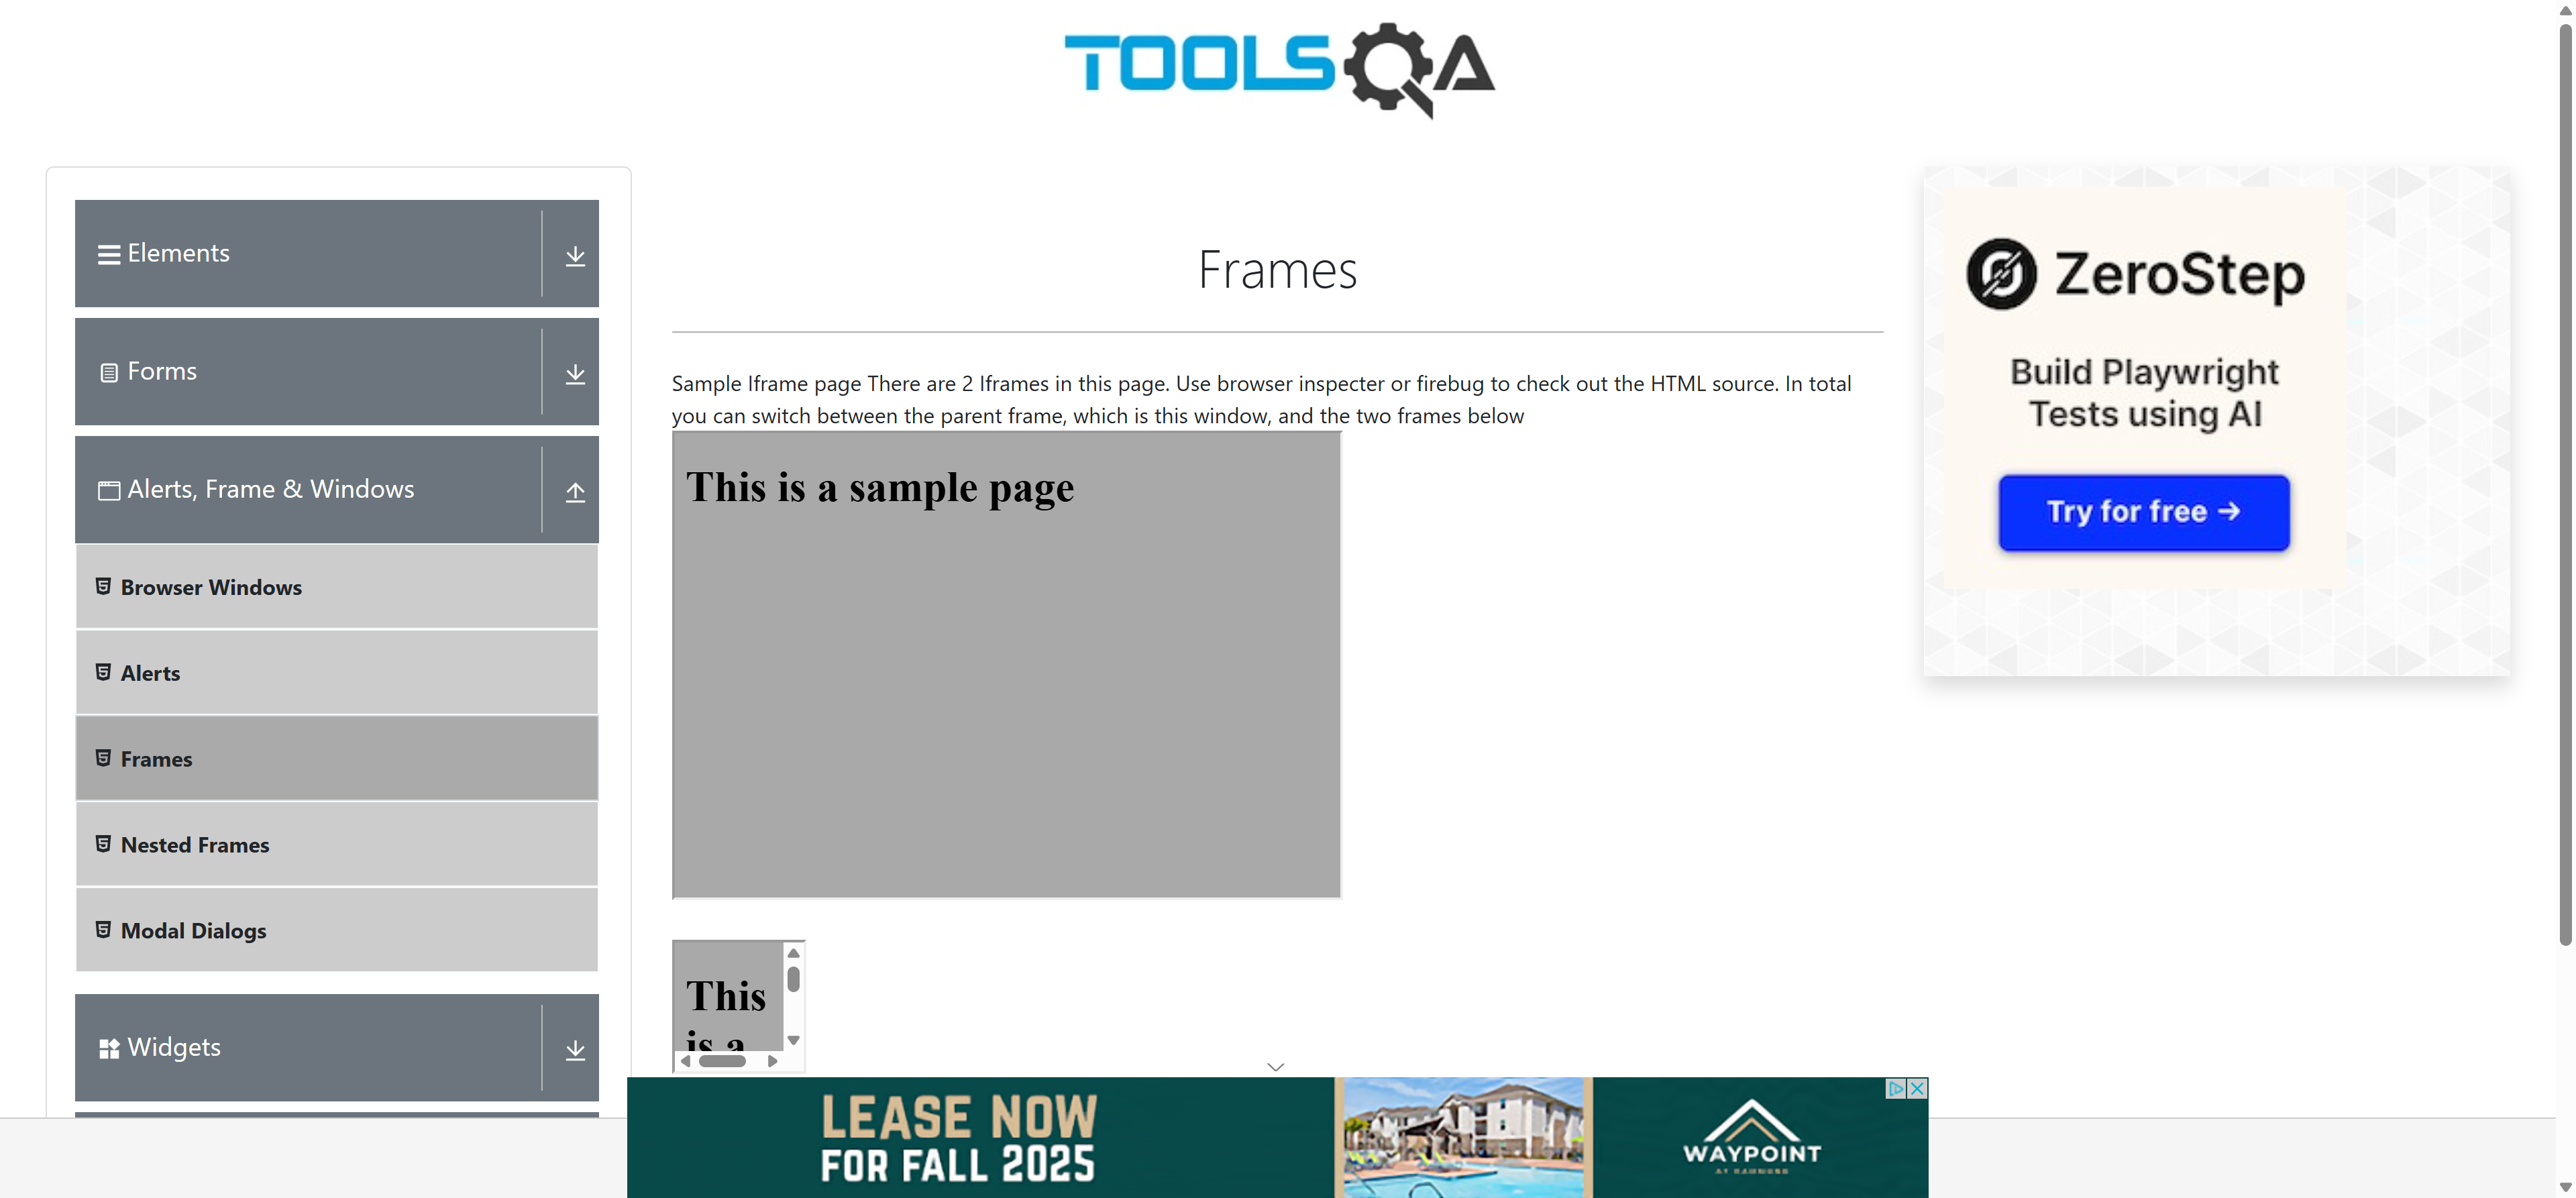 TOOLSQA
Elements
Forms
Alerts, Frame & Windows
Browser Windows
Alerts
Frames
Nested Frames
Modal Dialogs
Widgets
Frames
Sample Iframe page There are 2 Iframes in this page. Use browser inspecter or firebug to check out the HTML source. In total
you can switch between the parent frame, which is this window, and the two frames below
This is a sample page
This
is a
ZeroStep
Build Playwright
Tests using AI
Try for free →
LEASE NOW
FOR FALL 2025
WAYPOINT